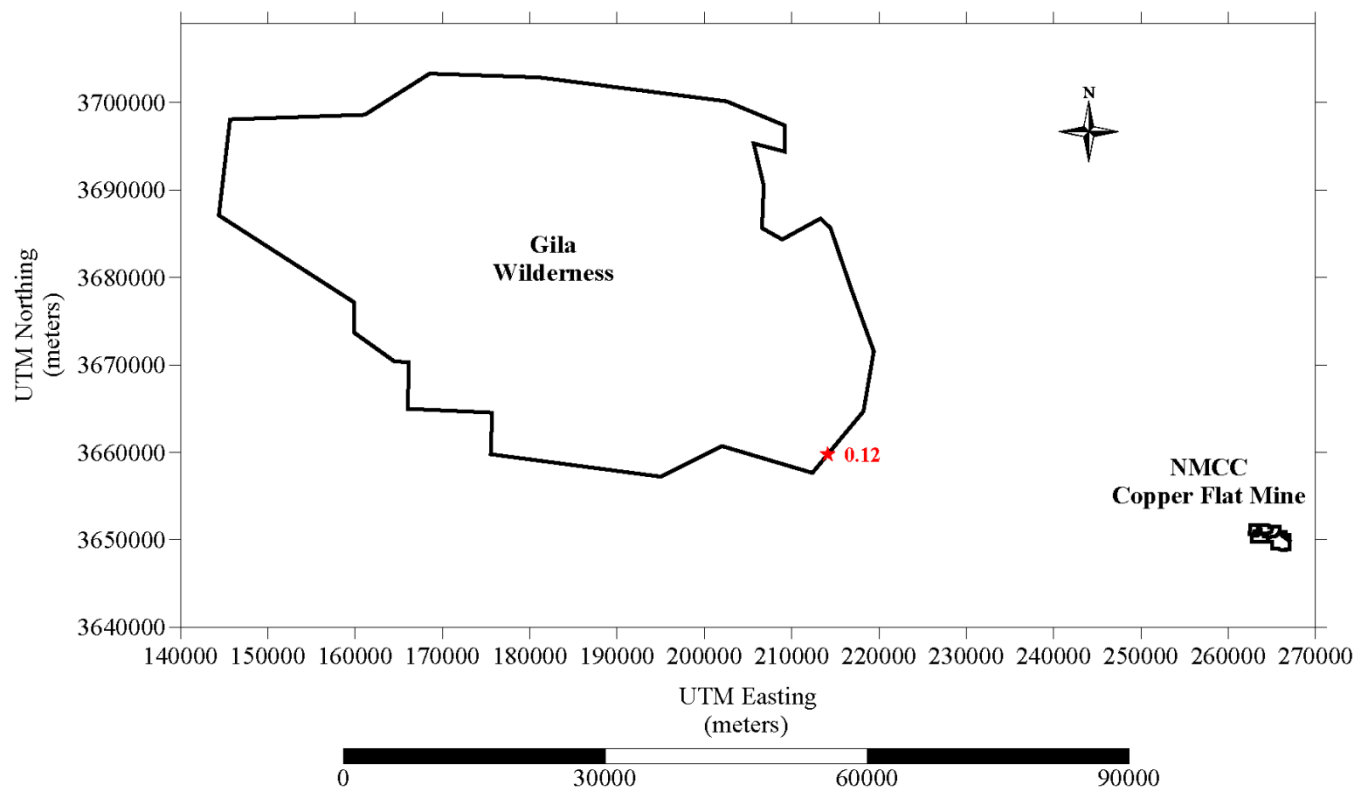 3700000
3690000
3680000
3670000
3660000
3650000
3640000
UTM Northing
(meters)
N
Gila
Wilderness
0.12
NMCC
Copper Flat Mine
140000 150000 160000 170000 180000 190000 200000 210000 220000 230000 240000 250000 260000 270000
UTM Easting
(meters)
0 30000 60000 90000